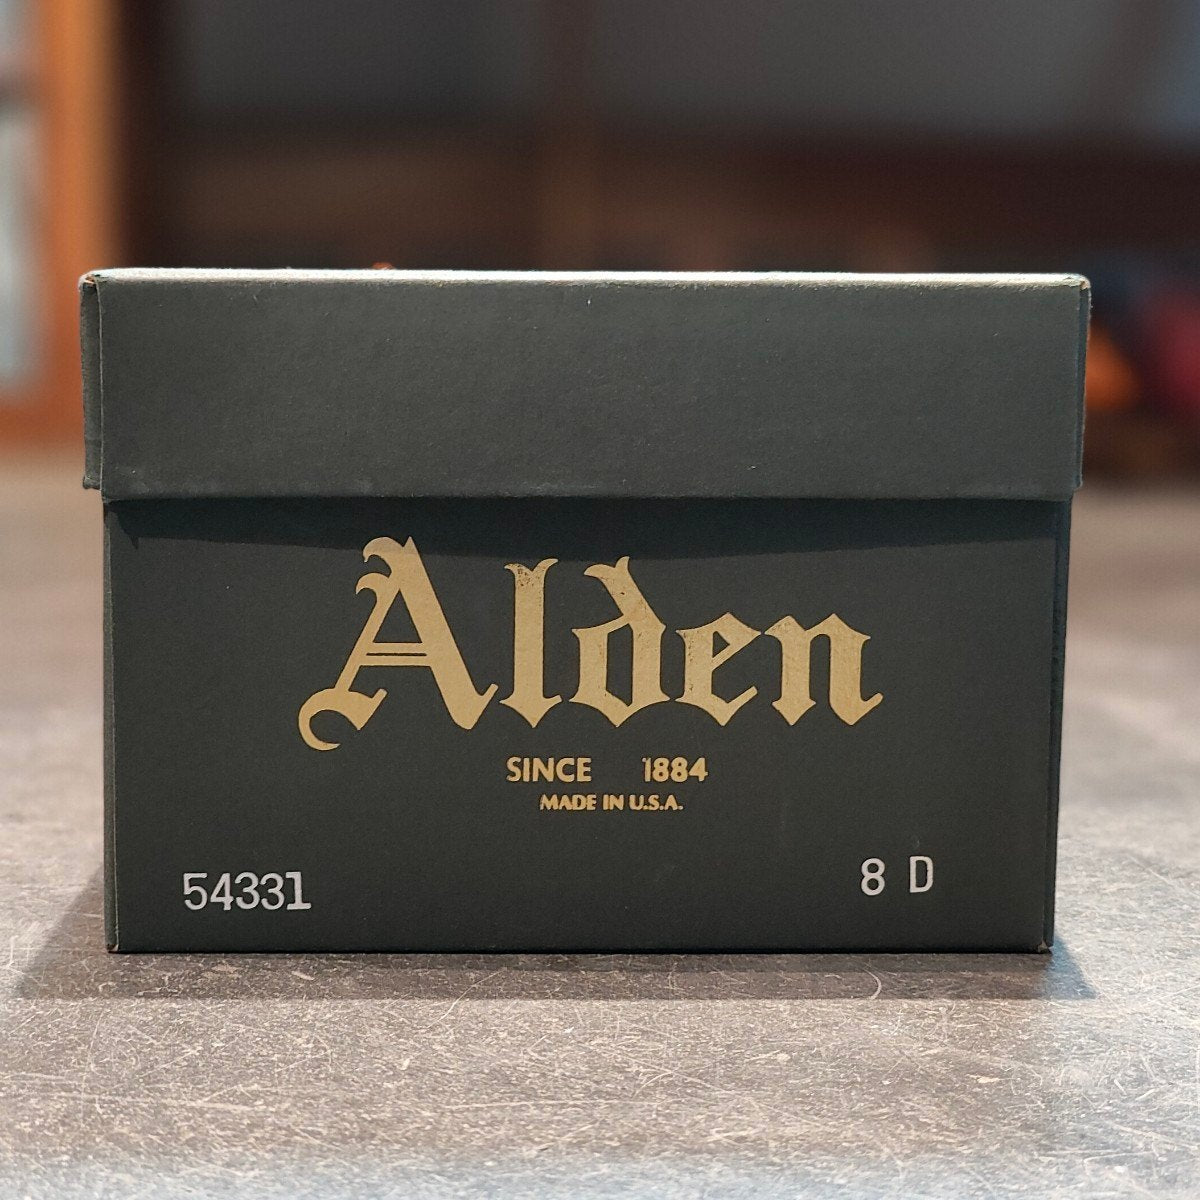 Alden
SINCE 1884
MADE IN U.S.A.
54331 8 D